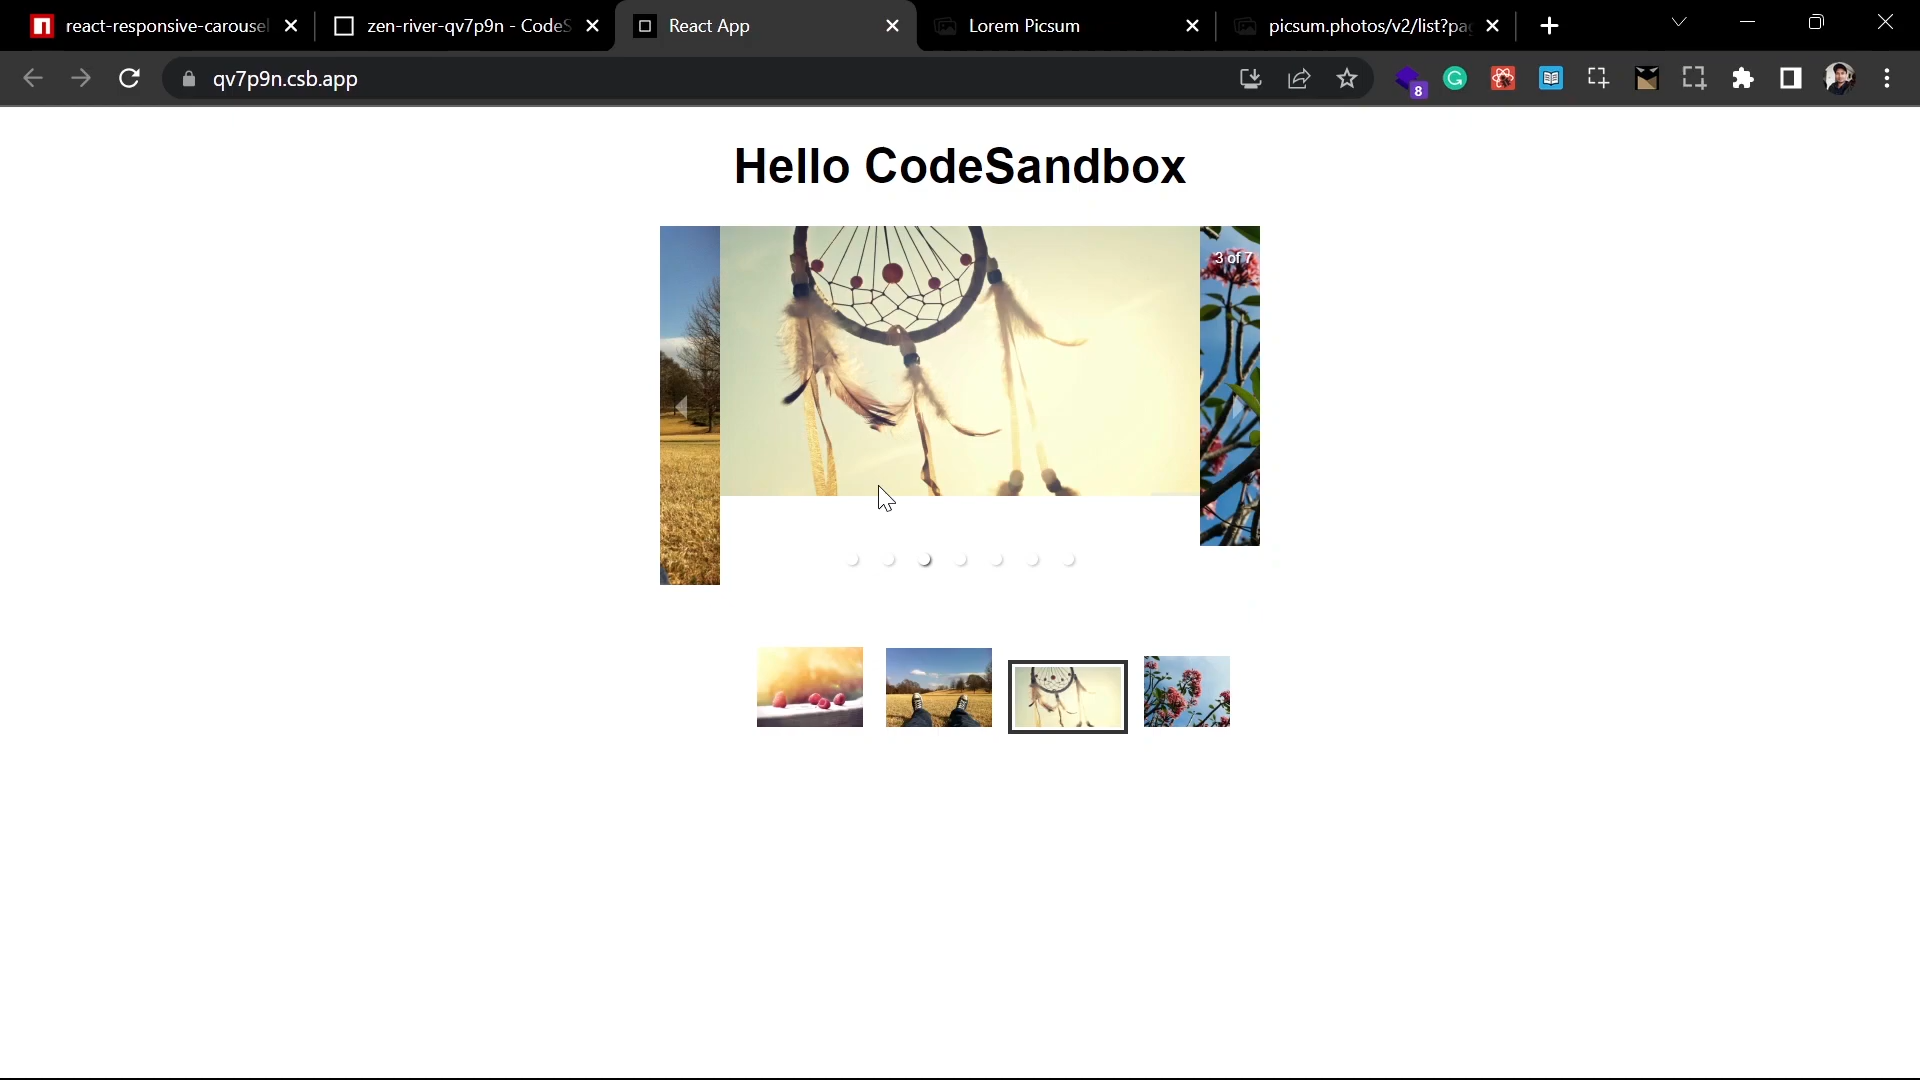 react-responsive-carousel
zen-river-qv7p9n - CodeS
React App
Lorem Picsum
picsum.photos/v2/list?pa
qv7p9n.csb.app
8
Hello CodeSandbox
3 of 7